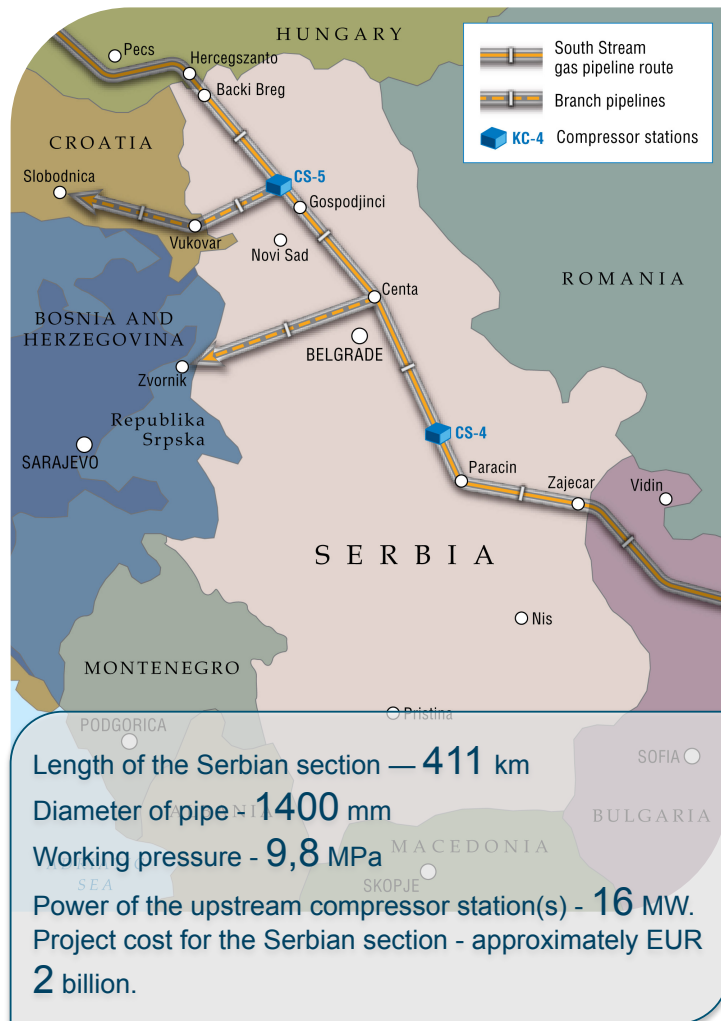 HUNGARY
Pecs
Hercegszanto
Backi Breg
South Stream
gas pipeline route
Branch pipelines
KC-4 Compressor stations
CROATIA
Slobodnica
CS-5
Gospodjinci
Vukovar
Novi Sad
ROMANIA
Centa
BOSNIA AND
HERZEGOVINA
BELGRADE
Zvornik
Republika
Srpska
CS-4
SARAJEVO
Paracin
Zajecar
Vidin
SERBIA
Nis
MONTENEGRO
Pristina
PODGORICA
SOFIA
Length of the Serbian section — 411 km
ALBANIA
Diameter of pipe - 1400 mm
BULGARIA
Working pressure - 9,8 MPa
MACEDONIA
SEA
SKOPJE
Power of the upstream compressor station(s) - 16 MW.
Project cost for the Serbian section - approximately EUR
2 billion.